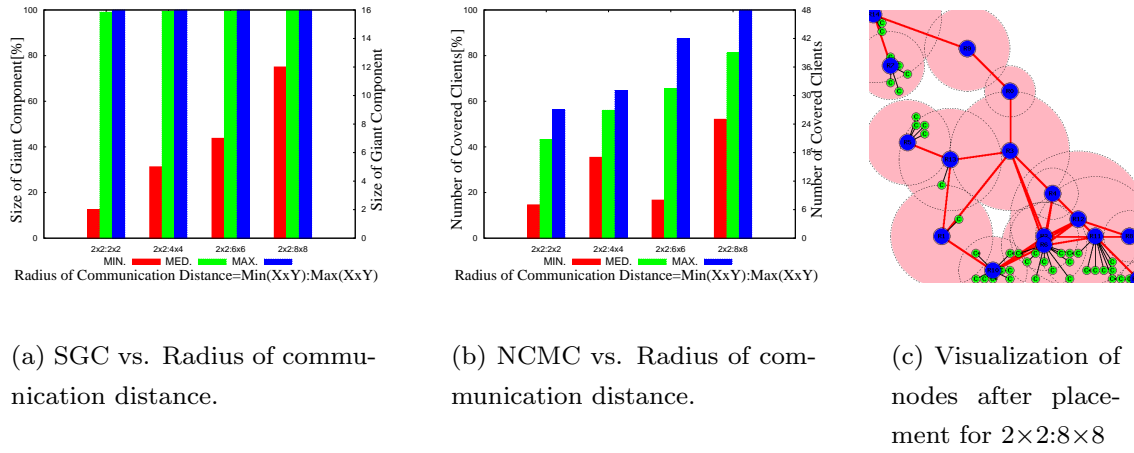 100
80
60
40
20
0
Size of Giant Component[%]
16
14
12
10
8
6
4
2
0
Size of Giant Component
2x2:2x2 2x2:4x4 2x2:6x6 2x2:8x8
MIN. MED. MAX.
Radius of Communication Distance=Min(XxY):Max(XxY)
100
80
60
40
20
0
Number of Covered Clients[%]
48
42
36
30
24
18
12
6
0
Number of Covered Clients
2x2:2x2 2x2:4x4 2x2:6x6 2x2:8x8
MIN. MED. MAX.
Radius of Communication Distance=Min(XxY):Max(XxY)
(a) SGC vs. Radius of commu-
nication distance.
(b) NCMC vs. Radius of com-
munication distance.
(c) Visualization of
nodes after place-
ment for 2×2:8×8